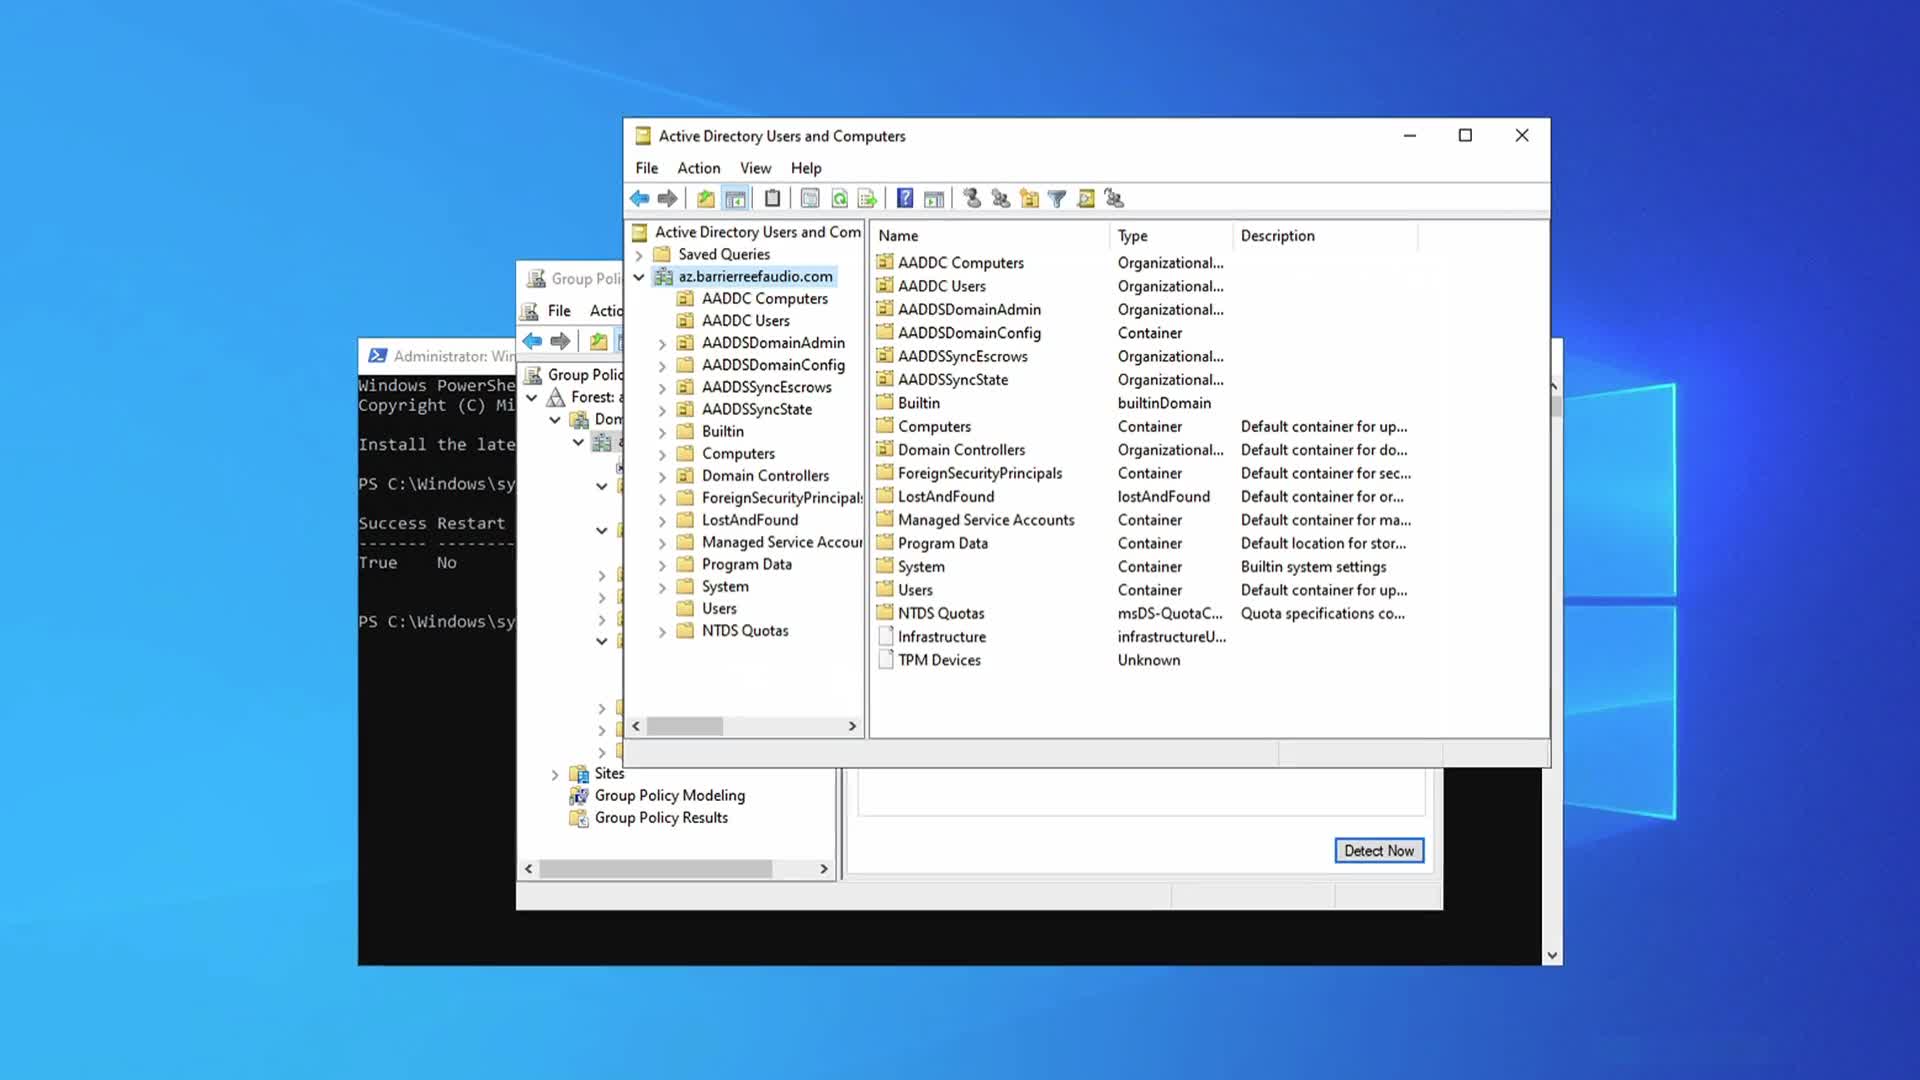 Active Directory Users and Computers
File Action View Help
Active Directory Users and Com
Saved Queries
az.barrierreefaudio.com
AADDC Computers
AADDC Users
AADDSDomainAdmin
AADDSDomainConfig
AADDSSyncEscrows
AADDSSyncState
Builtin
Computers
Domain Controllers
ForeignSecurityPrincipals
LostAndFound
Managed Service Accour
Program Data
System
Users
NTDS Quotas
Name Type Description
AADDC Computers Organizational...
AADDC Users Organizational...
AADDSDomainAdmin Organizational...
AADDSDomainConfig Container
AADDSSyncEscrows Organizational...
AADDSSyncState Organizational...
Builtin builtinDomain
Computers Container Default container for up...
Domain Controllers Organizational... Default container for do...
ForeignSecurityPrincipals Container Default container for sec...
LostAndFound lostAndFound Default container for or...
Managed Service Accounts Container Default container for ma...
Program Data Container Default location for stor...
System Container Builtin system settings
Users Container Default container for up...
NTDS Quotas msDS-QuotaC... Quota specifications co...
Infrastructure infrastructureU...
TPM Devices Unknown
Group Poli
File Actio
Group Polic
Forest: a
Dom
Sites
Group Policy Modeling
Group Policy Results
Detect Now
Administrator: Win
Windows PowerShe
Copyright (C) Mi
Install the late
PS C:\Windows\sy
Success Restart
------- --------
True No
PS C:\Windows\sy